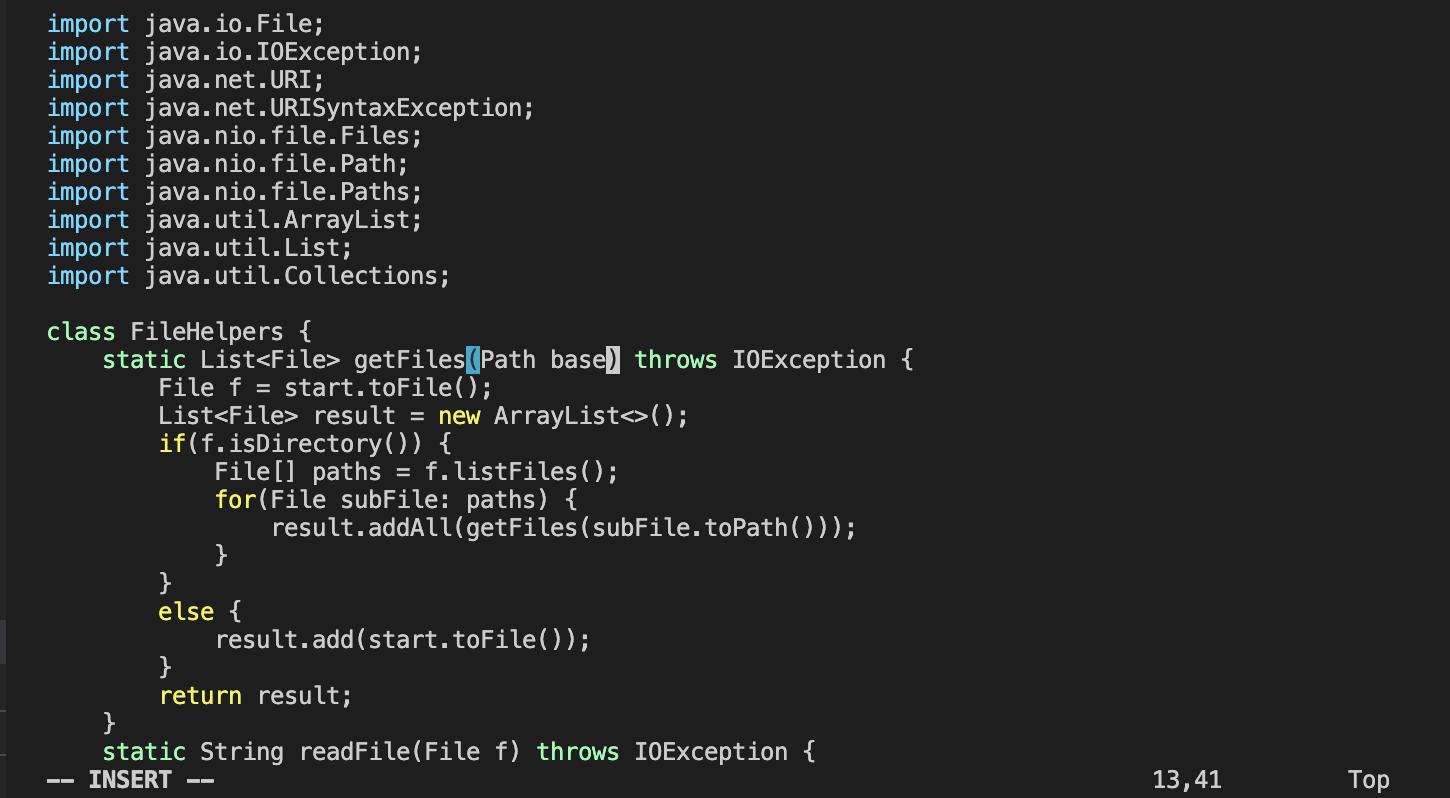 import java.io.File;
import java.io.IOException;
import java.net.URI;
import java.net.URISyntaxException;
import java.nio.file.Files;
import java.nio.file.Path;
import java.nio.file.Paths;
import java.util.ArrayList;
import java.util.List;
import java.util.Collections;

class FileHelpers {
    static List<File> getFiles(Path base) throws IOException {
        File f = start.toFile();
        List<File> result = new ArrayList<>();
        if(f.isDirectory()) {
            File[] paths = f.listFiles();
            for(File subFile: paths) {
                result.addAll(getFiles(subFile.toPath()));
            }
        }
        else {
            result.add(start.toFile());
        }
        return result;
    }
    static String readFile(File f) throws IOException {
-- INSERT -- 13,41 Top